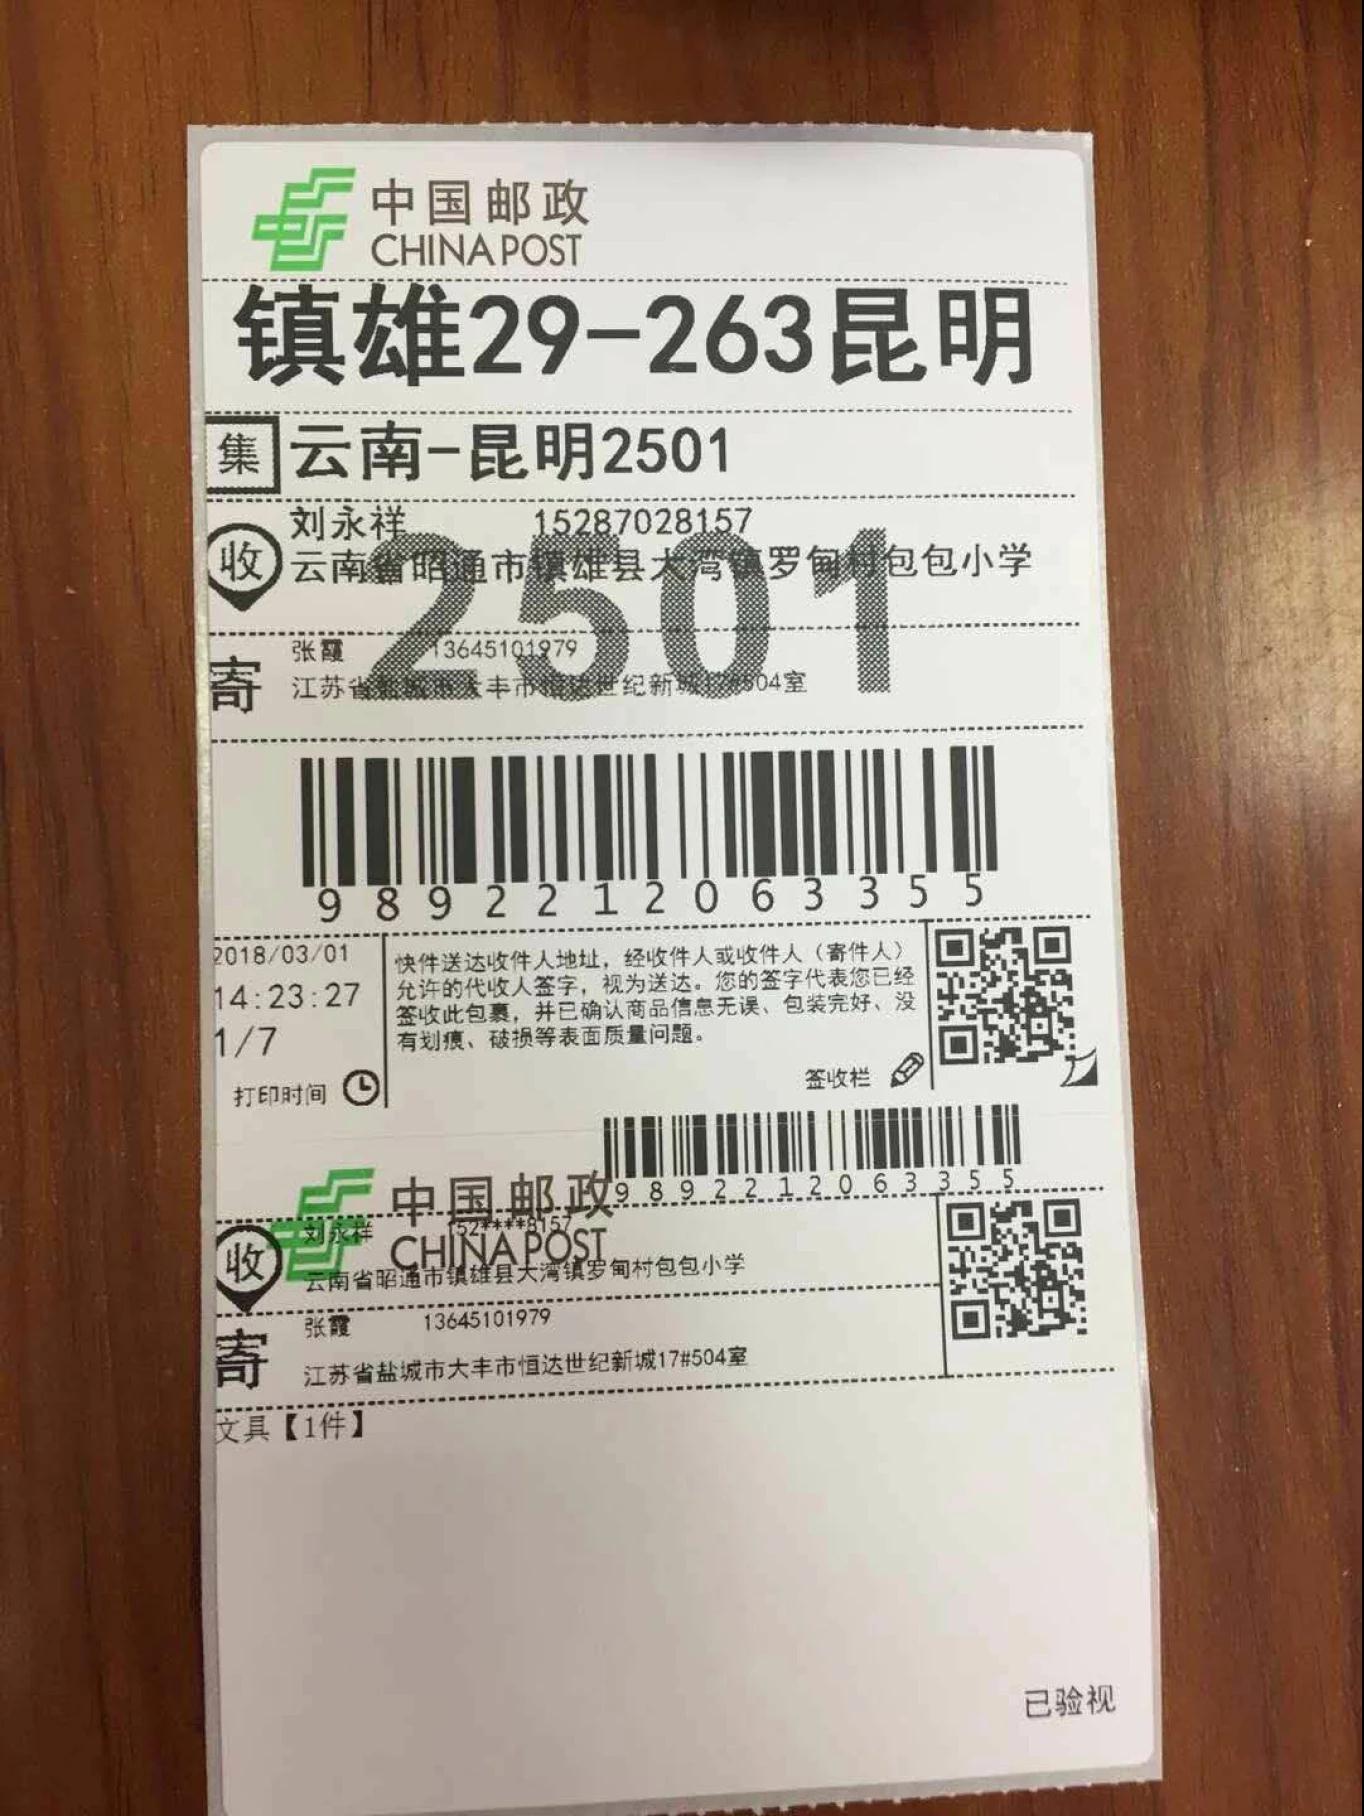 中国邮政
CHINA POST
镇雄29-263昆明
集 云南-昆明2501
刘永祥 15287028157
收 云南省昭通市镇雄县大湾镇罗甸村包包小学
2501
张霞 13645101979
寄 江苏省盐城市大丰市恒达世纪新城17#504室
9892212063355
2018/03/01
14:23:27
1/7
打印时间
快件送达收件人地址，经收件人或收件人（寄件人）
允许的代收人签字，视为送达。您的签字代表您已经
签收此包裹，并已确认商品信息无误、包装完好、没
有划痕、破损等表面质量问题。
签收栏
9892212063355
中国邮政
CHINA POST
刘永祥 152****8157
收 云南省昭通市镇雄县大湾镇罗甸村包包小学
张霞 13645101979
寄 江苏省盐城市大丰市恒达世纪新城17#504室
文具【1件】
已验视